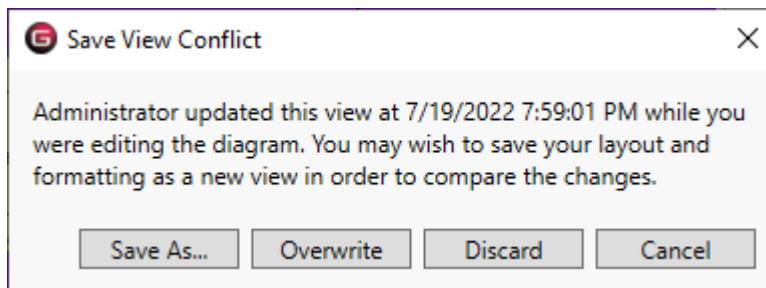 Save View Conflict
Administrator updated this view at 7/19/2022 7:59:01 PM while you
were editing the diagram. You may wish to save your layout and
formatting as a new view in order to compare the changes.
Save As... Overwrite Discard Cancel